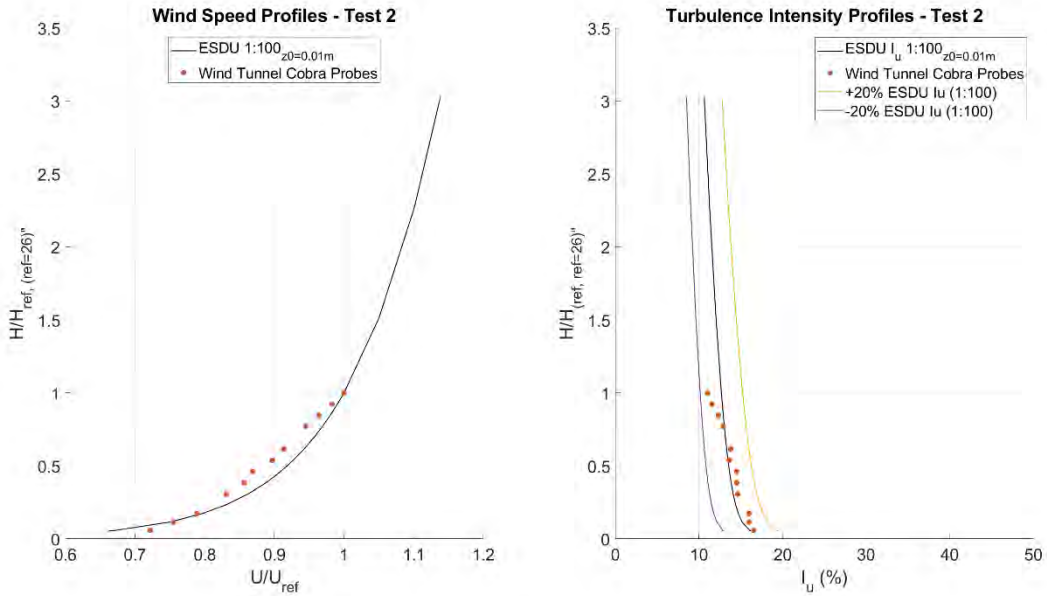 Wind Speed Profiles - Test 2
ESDU 1:100z0=0.01m
Wind Tunnel Cobra Probes
3.5
3
2.5
2
1.5
1
0.5
0
H/Href, (ref=26)"
0.6
0.7
0.8
0.9
1
1.1
1.2
U/Uref
Turbulence Intensity Profiles - Test 2
ESDU Iu 1:100z0=0.01m
Wind Tunnel Cobra Probes
+20% ESDU Iu (1:100)
-20% ESDU Iu (1:100)
3.5
3
2.5
2
1.5
1
0.5
0
H/H(ref, ref=26)"
0
10
20
30
40
50
Iu (%)